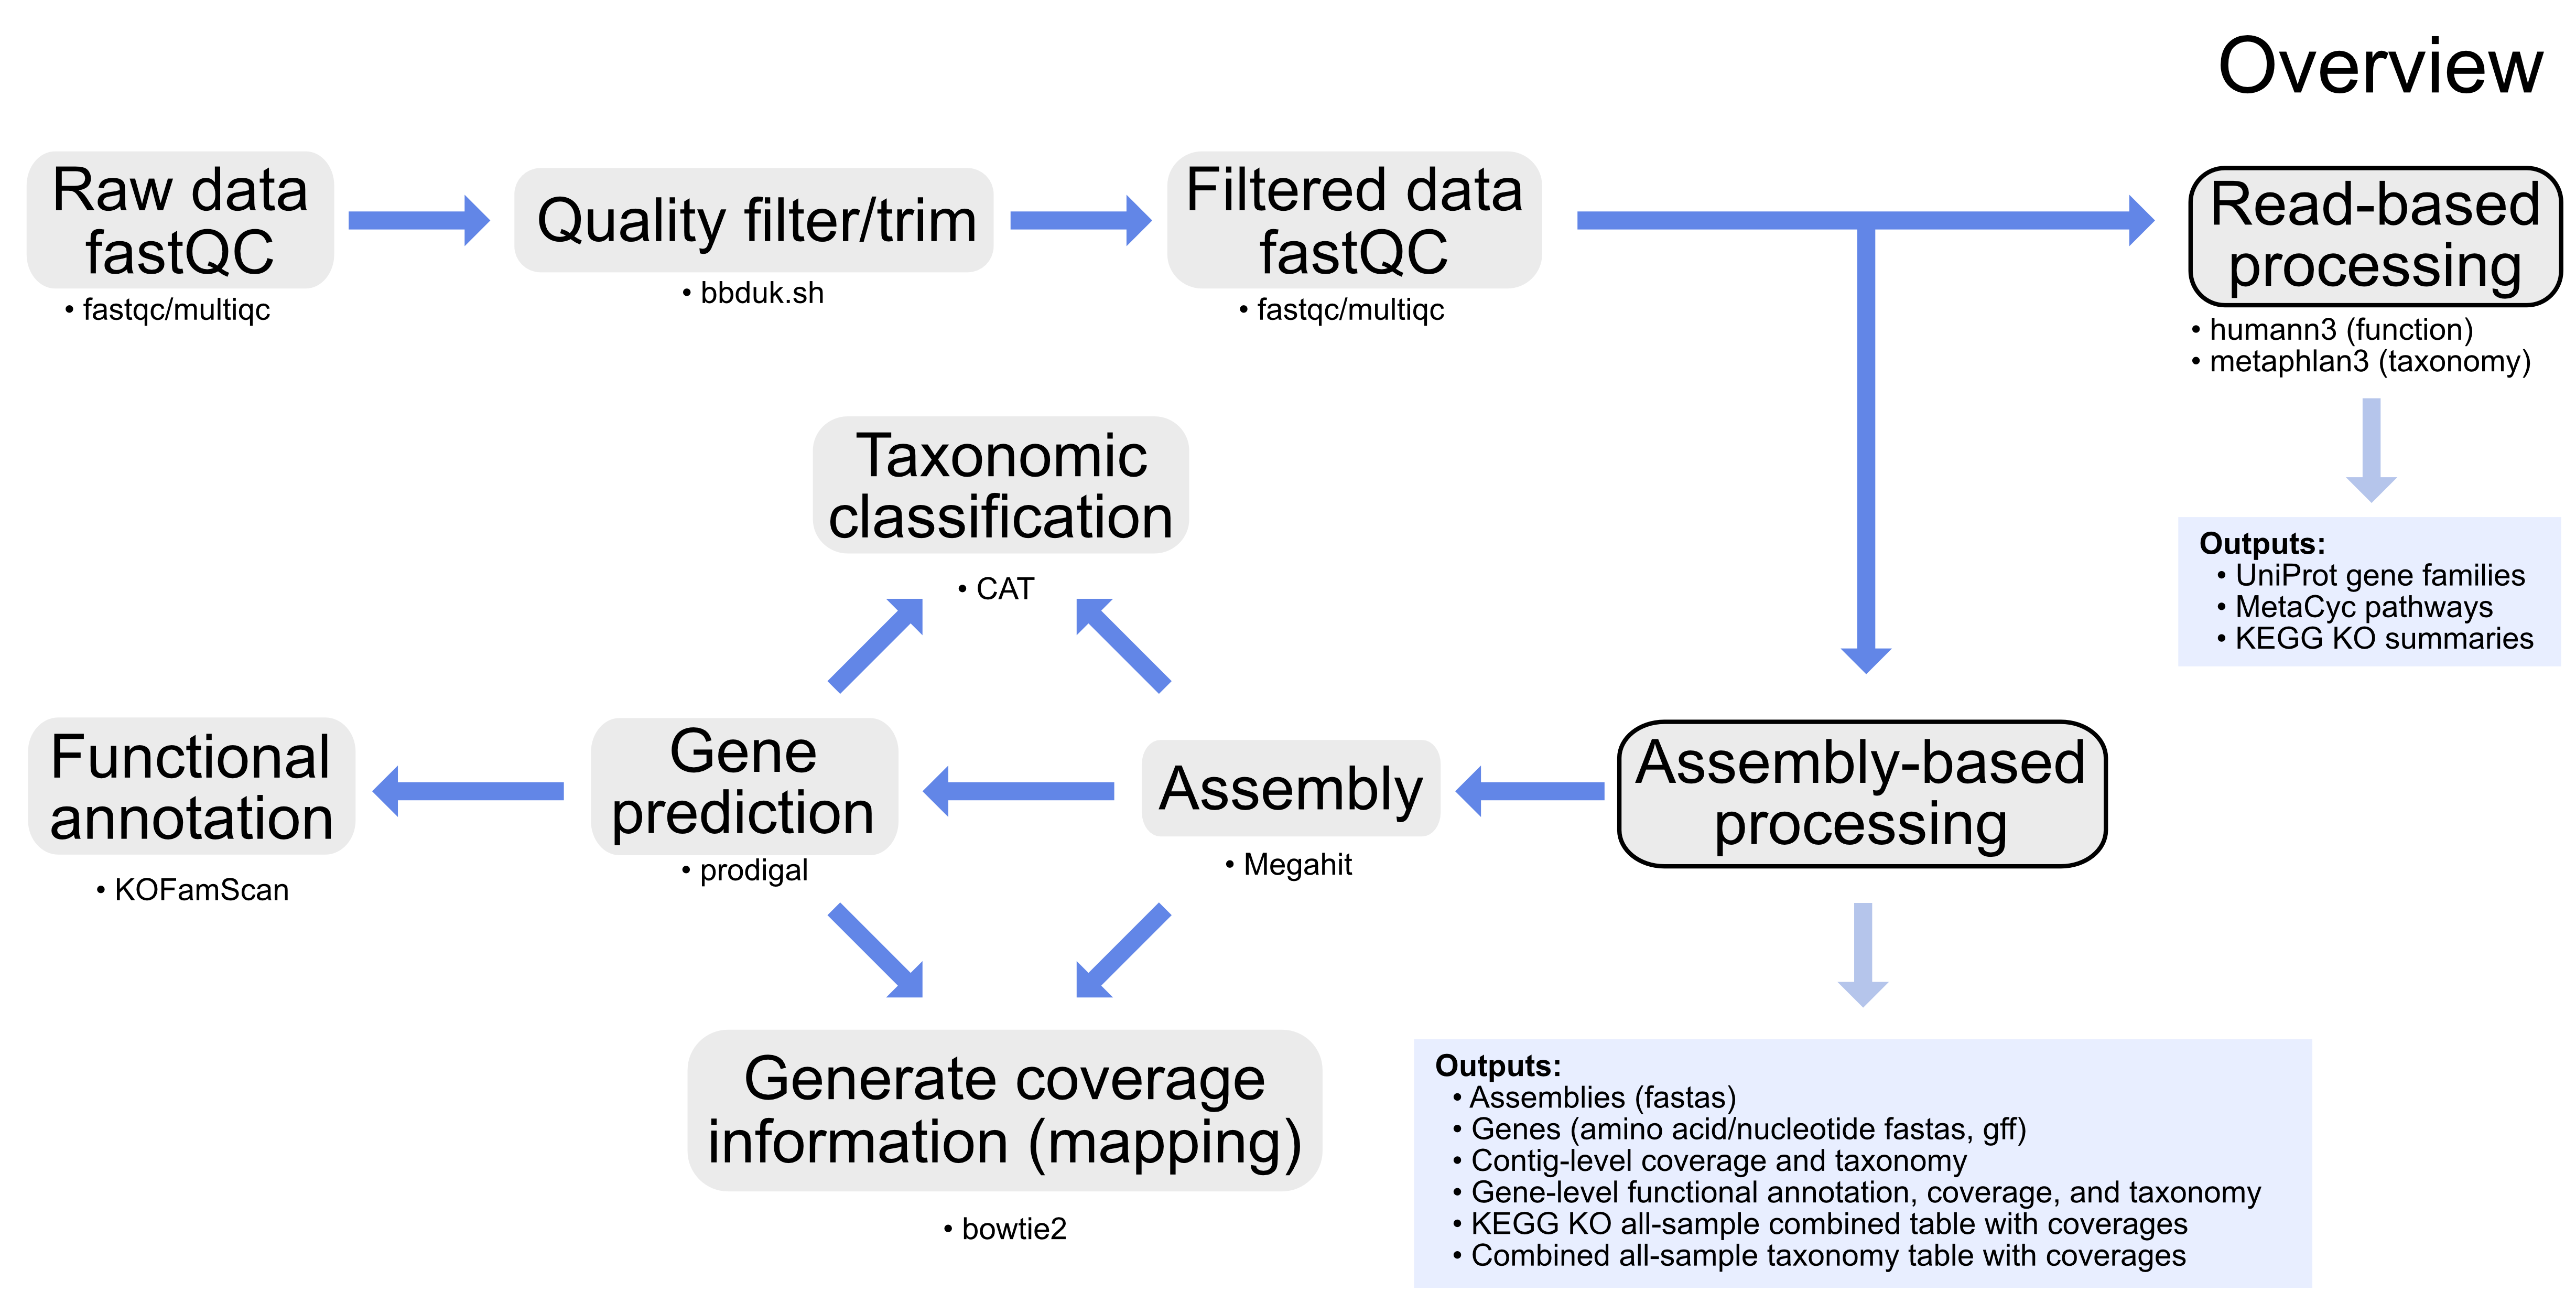 Overview
Raw data
fastQC
• fastqc/multiqc
Quality filter/trim
• bbduk.sh
Filtered data
fastQC
• fastqc/multiqc
Read-based
processing
• humann3 (function)
• metaphlan3 (taxonomy)
Outputs:
• UniProt gene families
• MetaCyc pathways
• KEGG KO summaries
Taxonomic
classification
• CAT
Functional
annotation
• KOFamScan
Gene
prediction
• prodigal
Assembly
• Megahit
Assembly-based
processing
Generate coverage
information (mapping)
• bowtie2
Outputs:
• Assemblies (fastas)
• Genes (amino acid/nucleotide fastas, gff)
• Contig-level coverage and taxonomy
• Gene-level functional annotation, coverage, and taxonomy
• KEGG KO all-sample combined table with coverages
• Combined all-sample taxonomy table with coverages